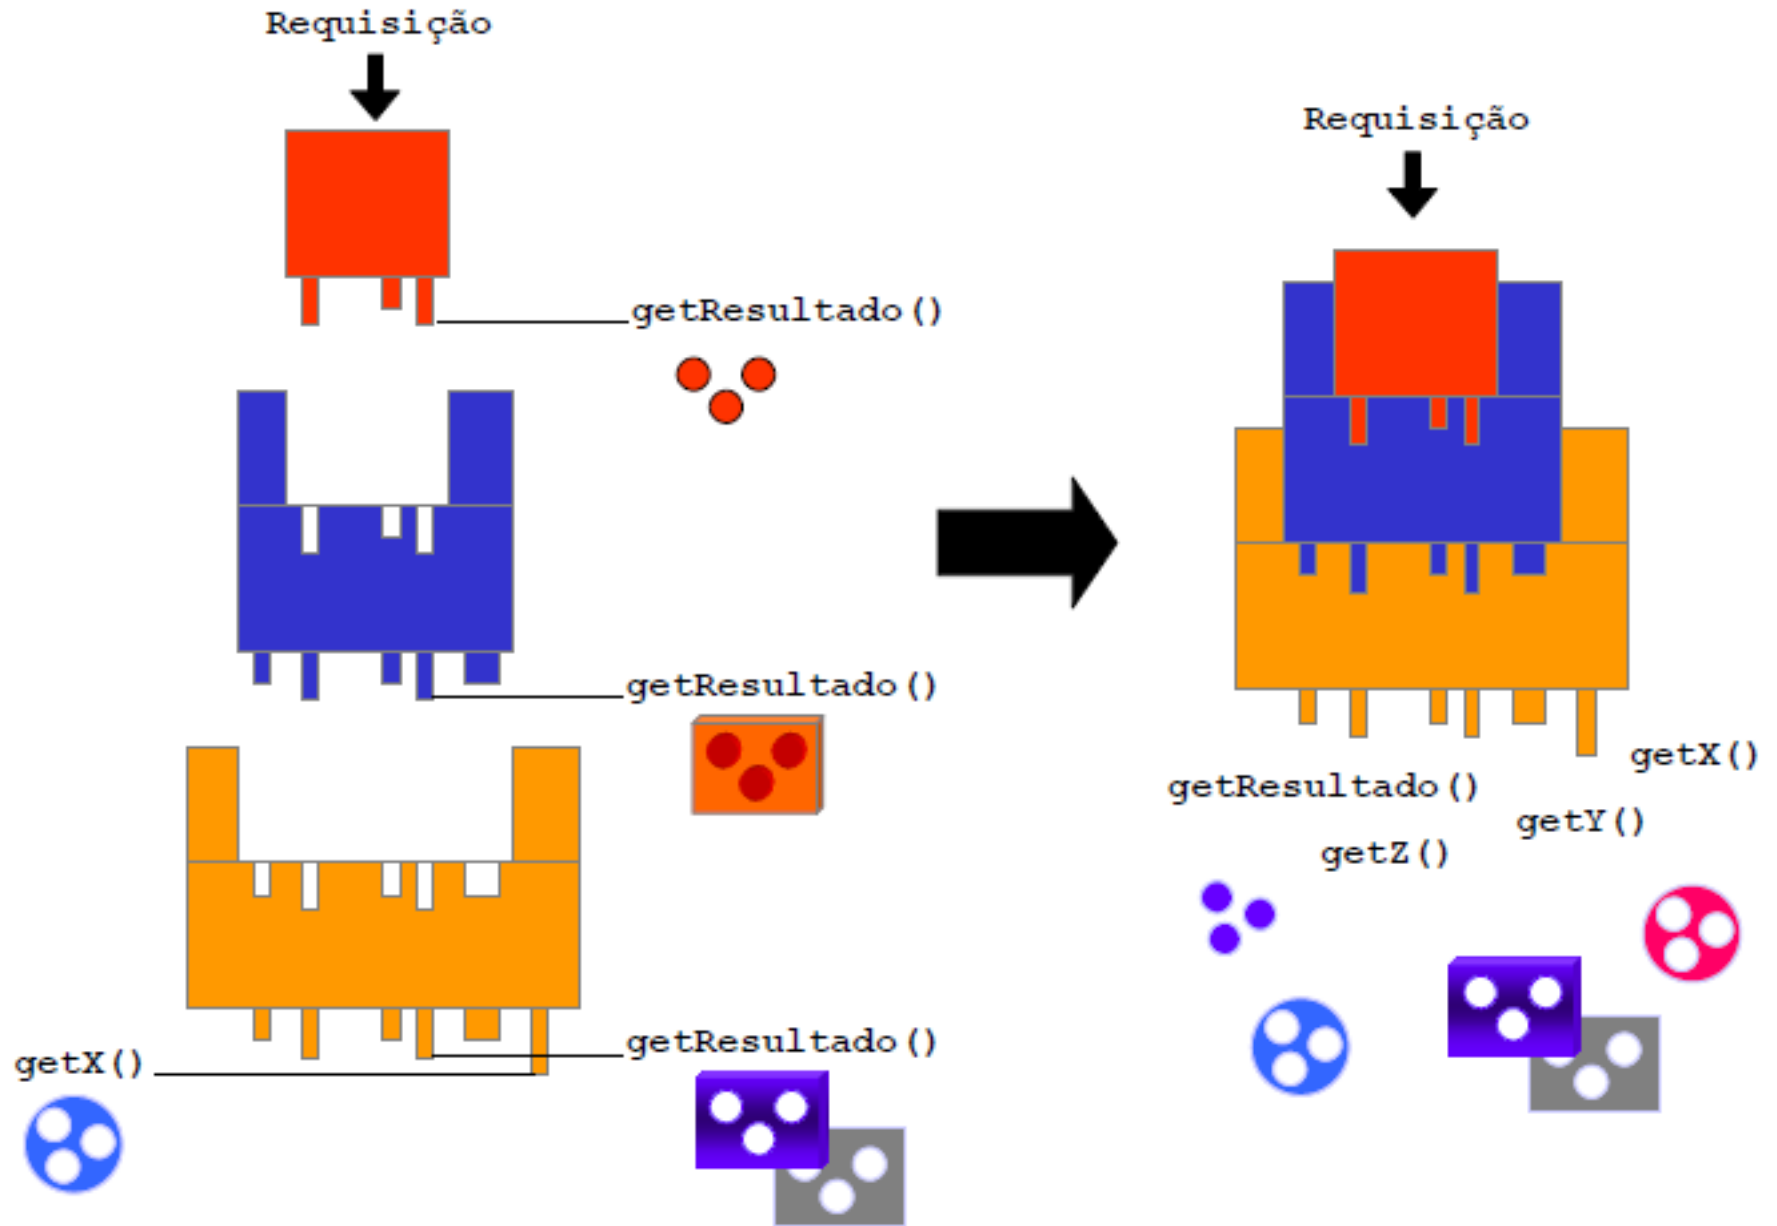 Requisição
getResultado()
getResultado()
getResultado()
getX()
Requisição
getX()
getResultado()
getY()
getZ()